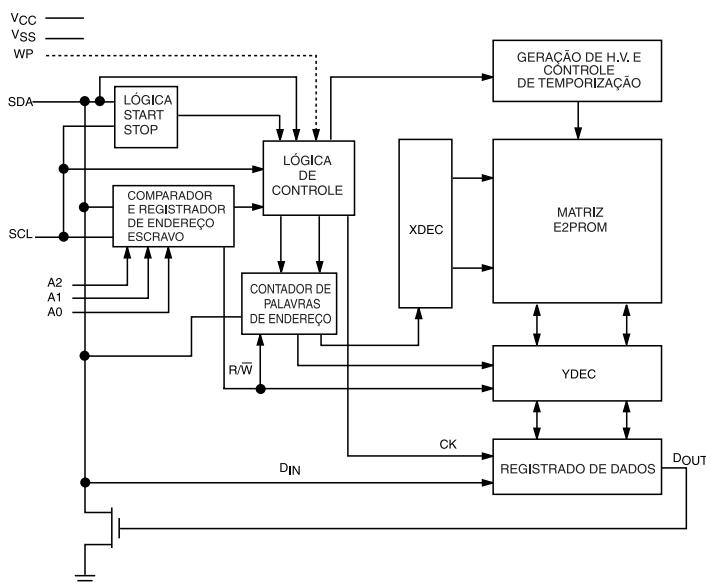 VCC
VSS
WP
SDA
LÓGICA
START
STOP
GERAÇÃO DE H.V. E
CÔNTROLE
DE TEMPORIZAÇÃO
LÓGICA
DE
CONTROLE
SCL
COMPARADOR
E REGISTRADOR
DE ENDEREÇO
ESCRAVO
XDEC
MATRIZ
E2PROM
A2
A1
A0
CONTADOR DE
PALAVRAS
DE ENDEREÇO
R/W̅
YDEC
CK
DIN
REGISTRADO DE DADOS
DOUT